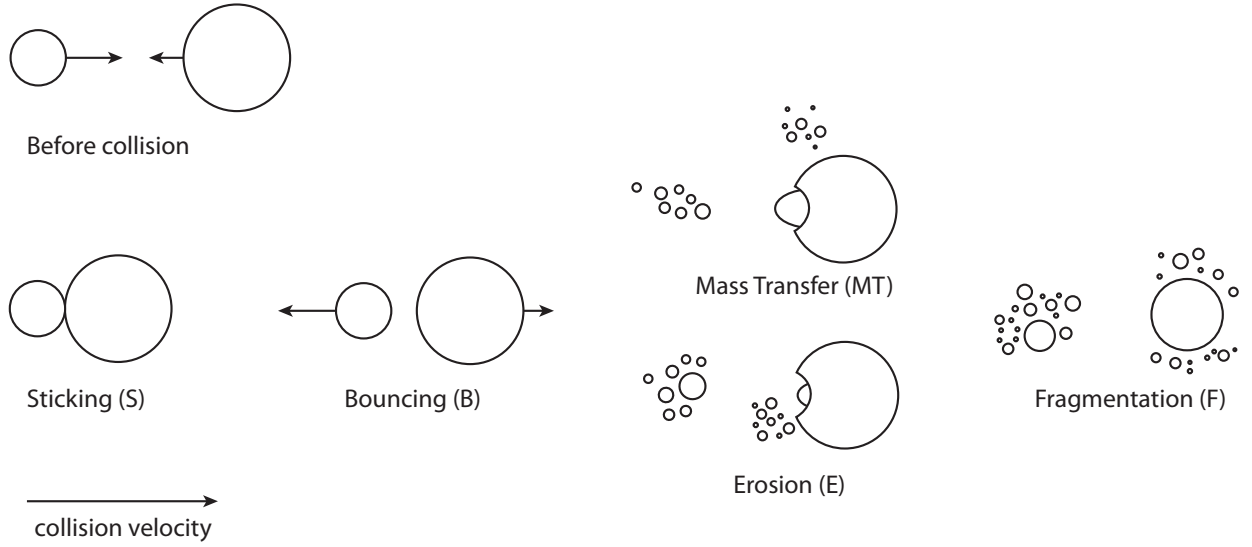 Before collision
Mass Transfer (MT)
Sticking (S)
Bouncing (B)
Fragmentation (F)
Erosion (E)
collision velocity